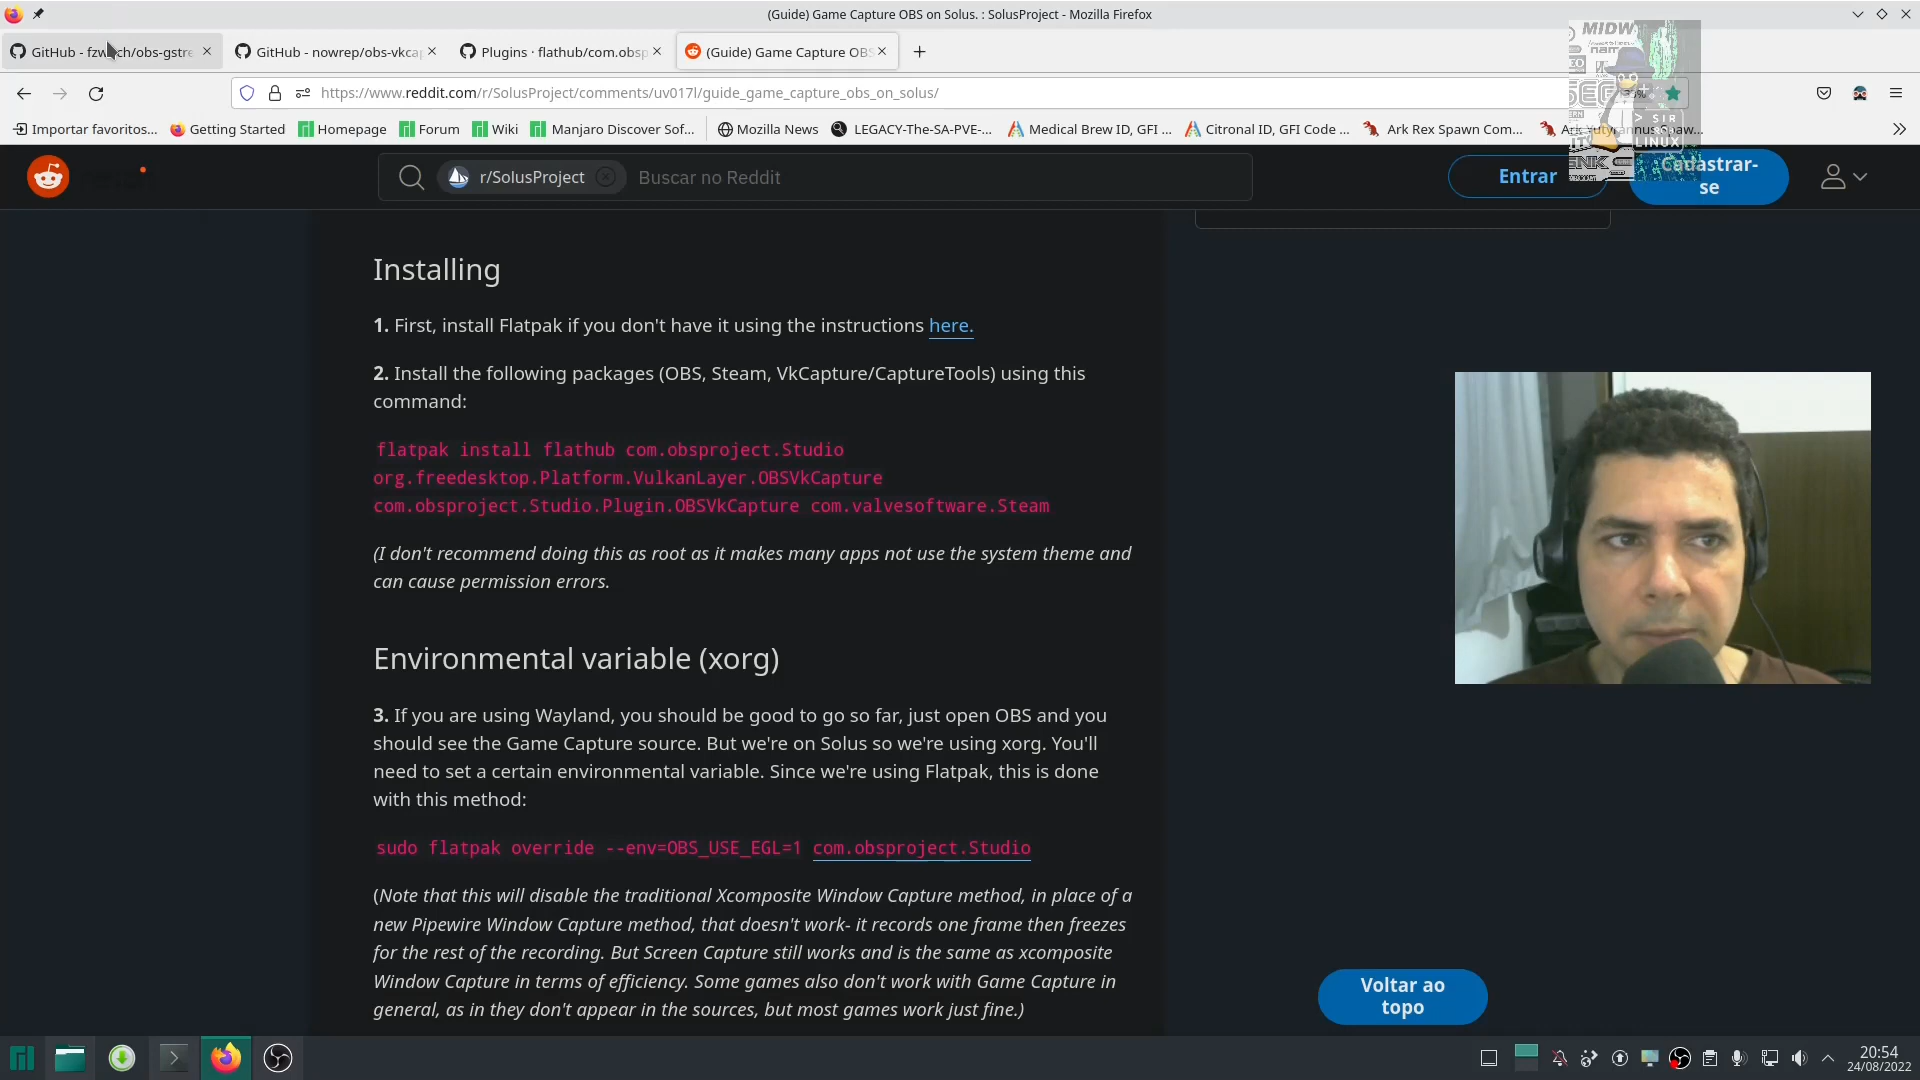 (Guide) Game Capture OBS on Solus. : SolusProject - Mozilla Firefox
GitHub - fzw ch/obs-gstre
GitHub - nowrep/obs-vkcap
Plugins · flathub/com.obsp
(Guide) Game Capture OBS
https://www.reddit.com/r/SolusProject/comments/uv017l/guide_game_capture_obs_on_solus/
Importar favoritos...
Getting Started
Homepage
Forum
Wiki
Manjaro Discover Sof...
Mozilla News
LEGACY-The-SA-PVE-...
Medical Brew ID, GFI ...
Citronal ID, GFI Code ...
Ark Rex Spawn Com...
MIDW
> SIR
LINUX
r/SolusProject
Buscar no Reddit
Entrar
Cadastrar-
se
Installing
1. First, install Flatpak if you don't have it using the instructions here.
2. Install the following packages (OBS, Steam, VkCapture/CaptureTools) using this
command:
flatpak install flathub com.obsproject.Studio
org.freedesktop.Platform.VulkanLayer.OBSVkCapture
com.obsproject.Studio.Plugin.OBSVkCapture com.valvesoftware.Steam
(I don't recommend doing this as root as it makes many apps not use the system theme and
can cause permission errors.
Environmental variable (xorg)
3. If you are using Wayland, you should be good to go so far, just open OBS and you
should see the Game Capture source. But we're on Solus so we're using xorg. You'll
need to set a certain environmental variable. Since we're using Flatpak, this is done
with this method:
sudo flatpak override --env=OBS_USE_EGL=1 com.obsproject.Studio
(Note that this will disable the traditional Xcomposite Window Capture method, in place of a
new Pipewire Window Capture method, that doesn't work- it records one frame then freezes
for the rest of the recording. But Screen Capture still works and is the same as xcomposite
Window Capture in terms of efficiency. Some games also don't work with Game Capture in
general, as in they don't appear in the sources, but most games work just fine.)
Voltar ao
topo
20:54
24/08/2022